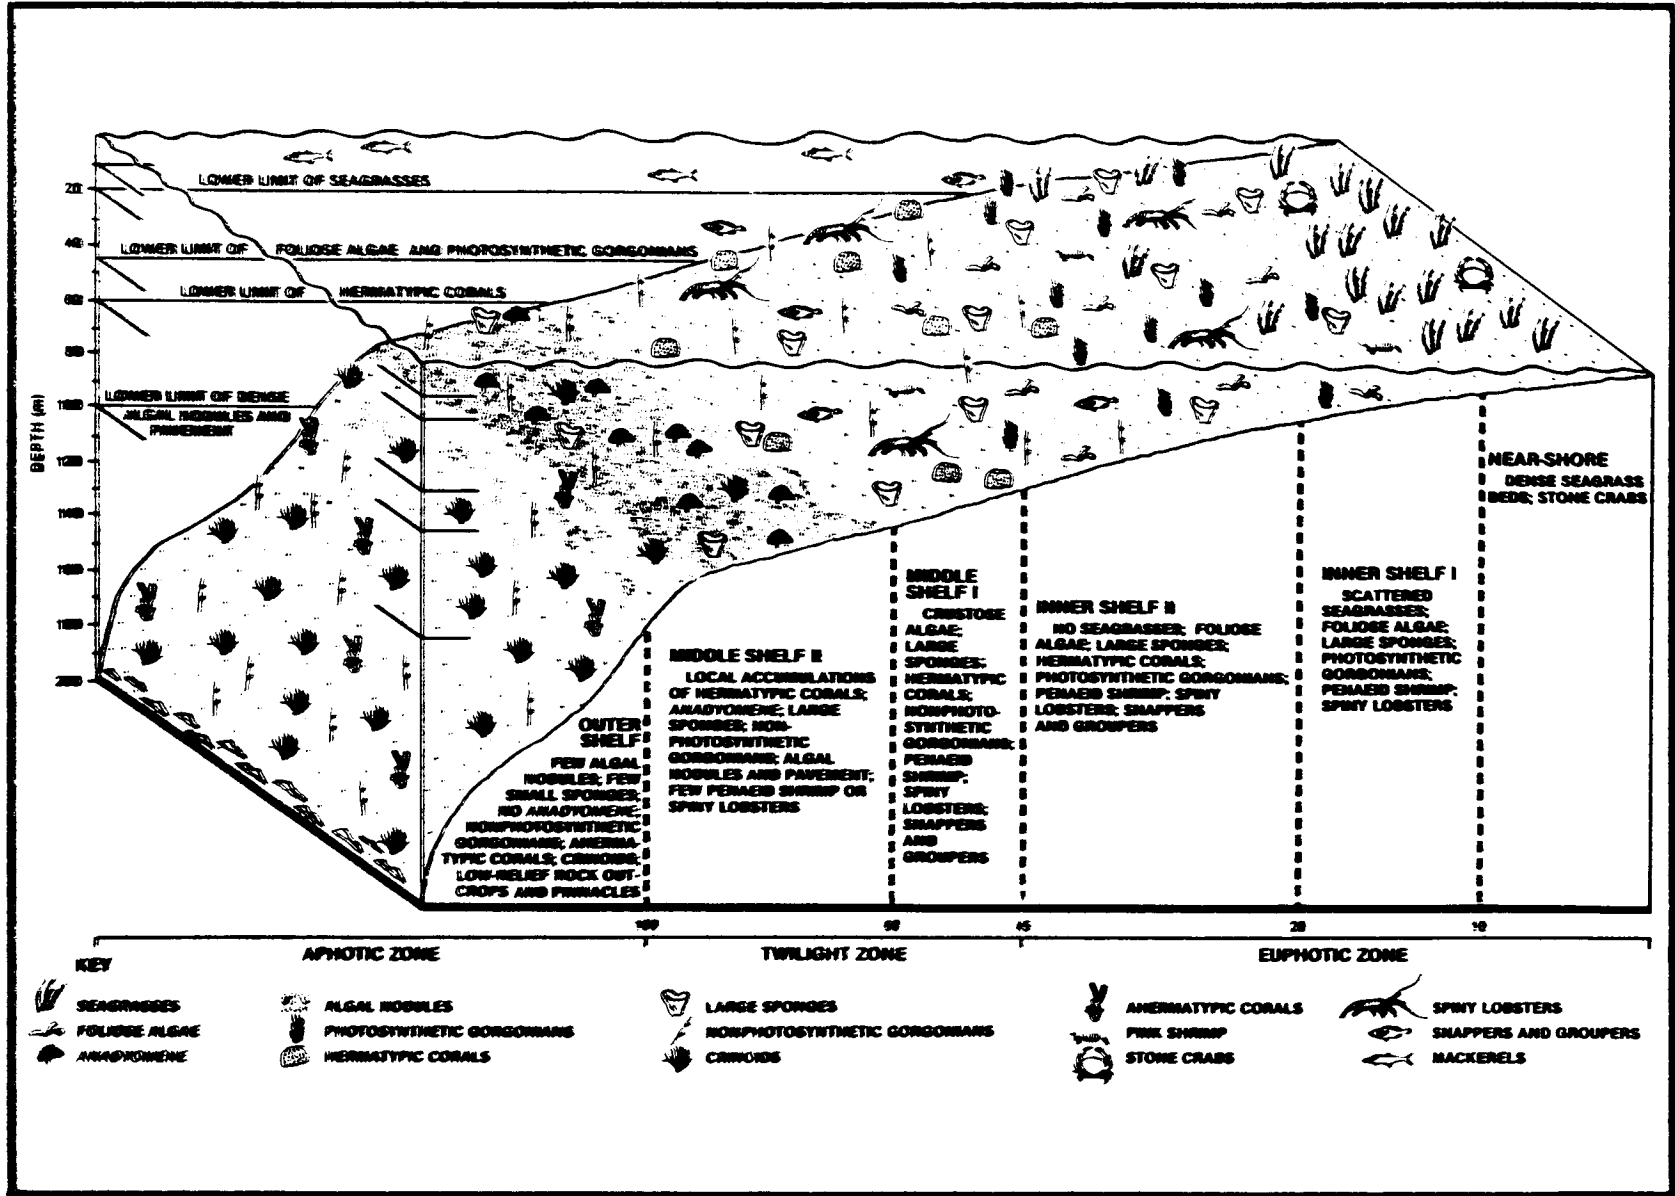 LOWER LIMIT OF SEAGRASSES
LOWER LIMIT OF FOLIOSE ALGAE AND PHOTOSYNTHETIC GORGONIANS
LOWER LIMIT OF HERMATYPIC CORALS
LOWER LIMIT OF DENSE
ALGAL NODULES AND
PAVEMENT
DEPTH (m)
20
40
60
80
100
120
140
160
180
200
NEAR-SHORE
DENSE SEAGRASS
BEDS; STONE CRABS
INNER SHELF I
SCATTERED
SEAGRASSES;
FOLIOSE ALGAE;
LARGE SPONGES;
PHOTOSYNTHETIC
GORGONIANS;
PENAEID SHRIMP;
SPINY LOBSTERS
INNER SHELF II
NO SEAGRASSES; FOLIOSE
ALGAE; LARGE SPONGES;
HERMATYPIC CORALS;
PHOTOSYNTHETIC GORGONIANS;
PENAEID SHRIMP; SPINY
LOBSTERS; SNAPPERS
AND GROUPERS
MIDDLE
SHELF I
CRUSTOSE
ALGAE;
LARGE
SPONGES;
HERMATYPIC
CORALS;
NONPHOTO-
SYNTHETIC
GORGONIANS;
PENAEID
SHRIMP;
SPINY
LOBSTERS;
SNAPPERS
AND
GROUPERS
MIDDLE SHELF II
LOCAL ACCUMULATIONS
OF HERMATYPIC CORALS;
ANADYOMENE; LARGE
SPONGES; NON-
PHOTOSYNTHETIC
GORGONIANS; ALGAL
NODULES AND PAVEMENT;
FEW PENAEID SHRIMP OR
SPINY LOBSTERS
OUTER
SHELF
FEW ALGAL
NODULES; FEW
SMALL SPONGES;
NO ANADYOMENE;
NONPHOTOSYNTHETIC
GORGONIANS; AHERMA-
TYPIC CORALS; CRINOIDS;
LOW-RELIEF ROCK OUT-
CROPS AND PINNACLES
100
45
20
10
APHOTIC ZONE
TWILIGHT ZONE
EUPHOTIC ZONE
KEY
SEAGRASSES
FOLIOSE ALGAE
ANADYOMENE
ALGAL NODULES
PHOTOSYNTHETIC GORGONIANS
HERMATYPIC CORALS
LARGE SPONGES
NONPHOTOSYNTHETIC GORGONIANS
CRINOIDS
AHERMATYPIC CORALS
PINK SHRIMP
STONE CRABS
SPINY LOBSTERS
SNAPPERS AND GROUPERS
MACKERELS